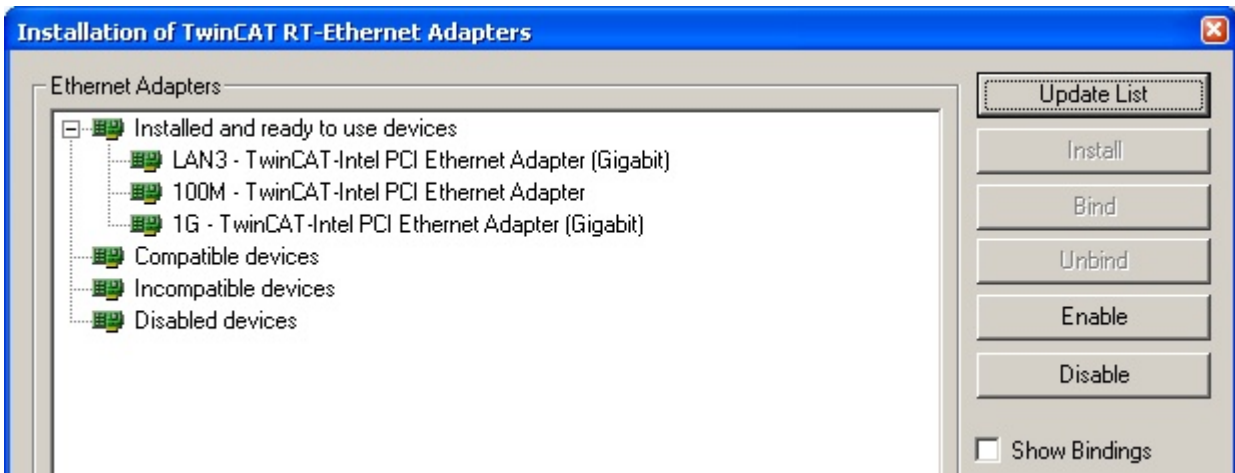 Installation of TwinCAT RT-Ethernet Adapters
Ethernet Adapters
Installed and ready to use devices
LAN3 - TwinCAT-Intel PCI Ethernet Adapter (Gigabit)
100M - TwinCAT-Intel PCI Ethernet Adapter
1G - TwinCAT-Intel PCI Ethernet Adapter (Gigabit)
Compatible devices
Incompatible devices
Disabled devices
Update List
Install
Bind
Unbind
Enable
Disable
Show Bindings